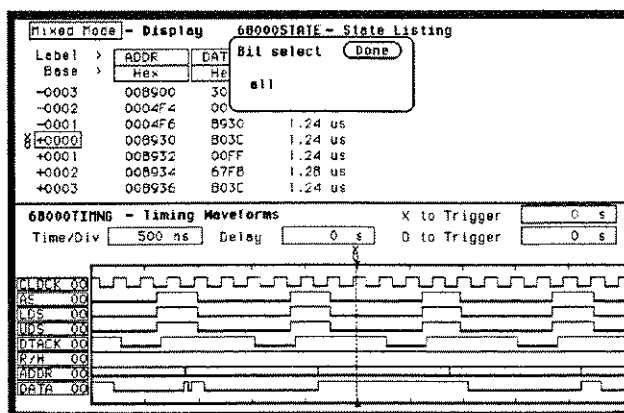 Mixed Mode - Display 68000STATE - State Listing
Bit select Done
all
Label > ADDR DAT
Base > Hex He
-0003 008900 30
-0002 0004F4 00
-0001 0004F6 8930 1.24 us
+0000 008930 B03C 1.24 us
+0001 008932 00FF 1.24 us
+0002 008934 67F8 1.28 us
+0003 008936 B03C 1.24 us
68000TIMNG - Timing Waveforms X to Trigger 0 s
Time/Div 500 ns Delay 0 s O to Trigger 0 s
CLOCK 00
AS 00
LDS 00
UDS 00
DTACK 00
R/W 00
ADDR 00
DATA 00